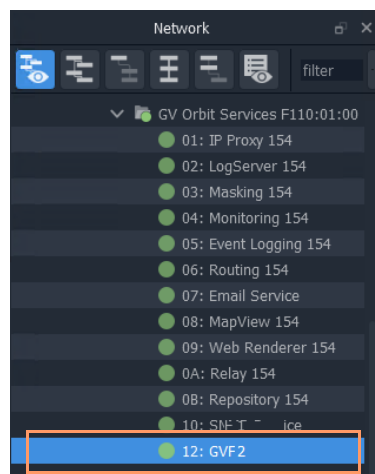 Network
filter
GV Orbit Services F110:01:00
01: IP Proxy 154
02: LogServer 154
03: Masking 154
04: Monitoring 154
05: Event Logging 154
06: Routing 154
07: Email Service
08: MapView 154
09: Web Renderer 154
0A: Relay 154
0B: Repository 154
10:
12: GVF2